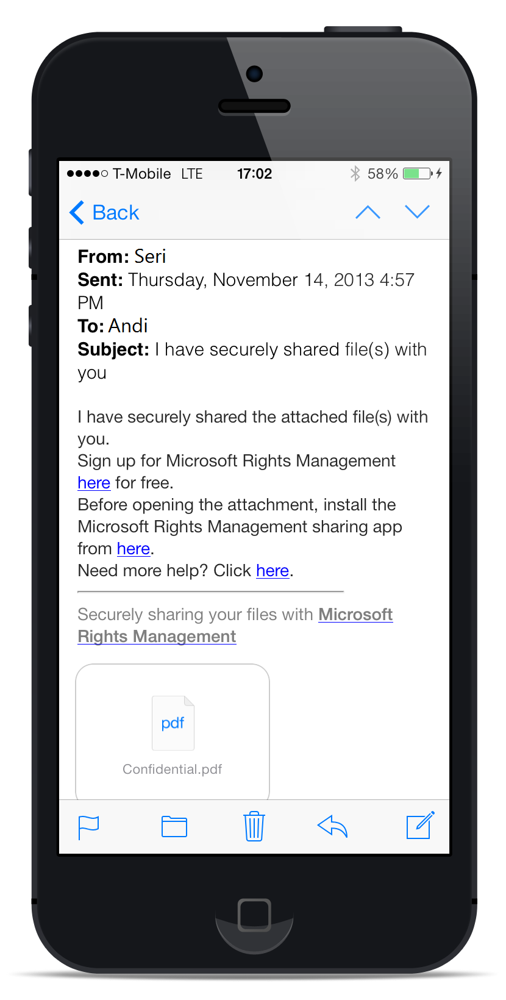 T-Mobile LTE 17:02 58%
Back
From: Seri
Sent: Thursday, November 14, 2013 4:57
PM
To: Andi
Subject: I have securely shared file(s) with
you
I have securely shared the attached file(s) with
you.
Sign up for Microsoft Rights Management
here for free.
Before opening the attachment, install the
Microsoft Rights Management sharing app
from here.
Need more help? Click here.
Securely sharing your files with Microsoft
Rights Management
pdf
Confidential.pdf